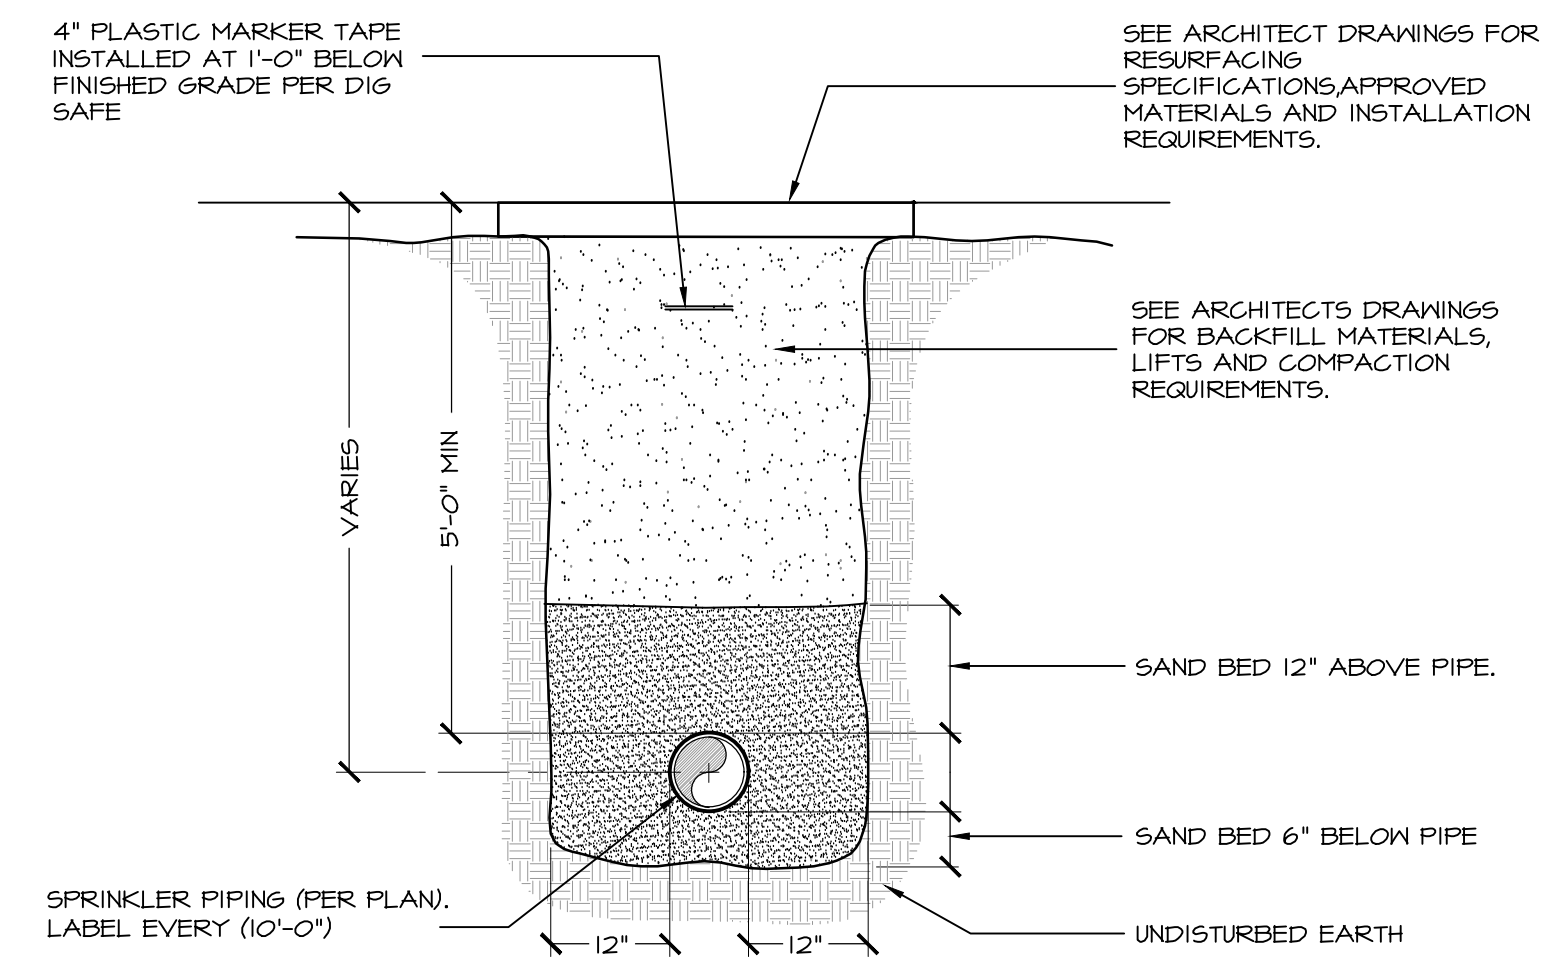 4" PLASTIC MARKER TAPE
INSTALLED AT 1'-0" BELOW
FINISHED GRADE PER DIG
SAFE
SEE ARCHITECT DRAWINGS FOR
RESURFACING
SPECIFICATIONS,APPROVED
MATERIALS AND INSTALLATION
REQUIREMENTS.
SEE ARCHITECTS DRAWINGS
FOR BACKFILL MATERIALS,
LIFTS AND COMPACTION
REQUIREMENTS.
VARIES
5'-0" MIN
SAND BED 12" ABOVE PIPE.
SAND BED 6" BELOW PIPE
SPRINKLER PIPING (PER PLAN).
LABEL EVERY (10'-0")
UNDISTURBED EARTH
12"
12"